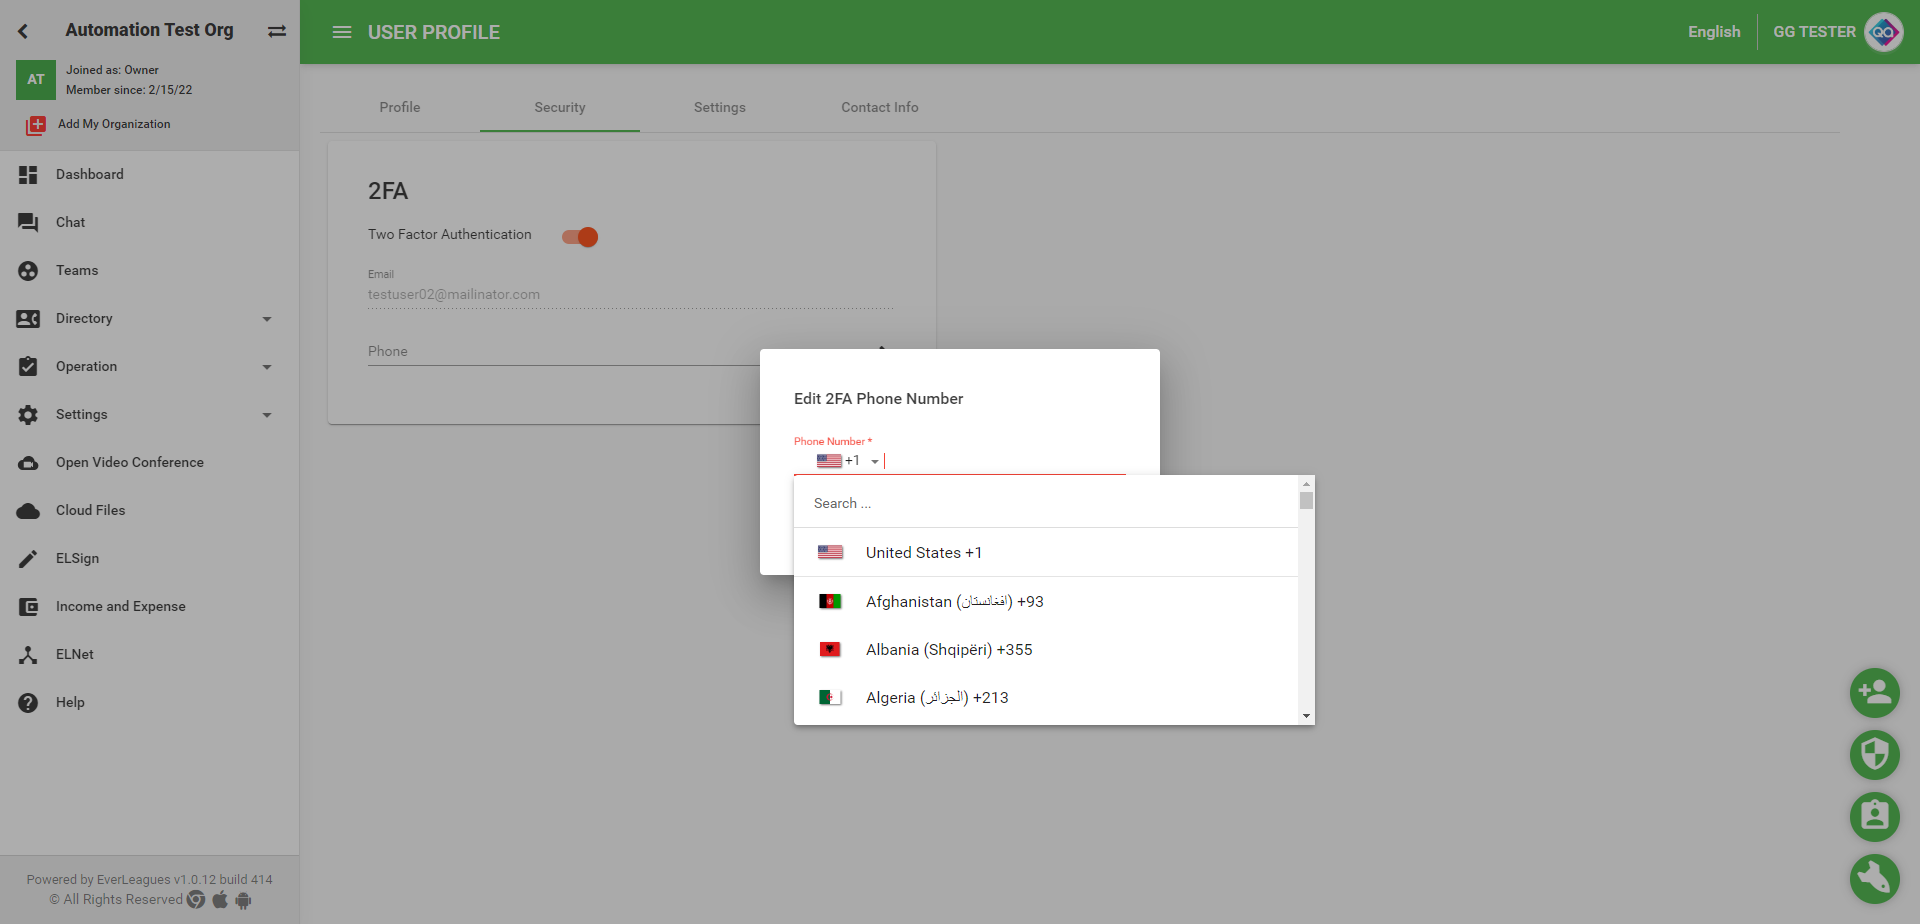 Automation Test Org
AT
Joined as: Owner
Member since: 2/15/22
Add My Organization
Dashboard
Chat
Teams
Directory
Operation
Settings
Open Video Conference
Cloud Files
ELSign
Income and Expense
ELNet
Help
Powered by EverLeagues v1.0.12 build 414
© All Rights Reserved
USER PROFILE
English
GG TESTER
QA
Profile
Security
Settings
Contact Info
2FA
Two Factor Authentication
Email
testuser02@mailinator.com
Phone
Edit 2FA Phone Number
Phone Number *
+1
Search ...
United States +1
Afghanistan (‫افغانستان‬‎) +93
Albania (Shqipëri) +355
Algeria (‫الجزائر‬‎) +213